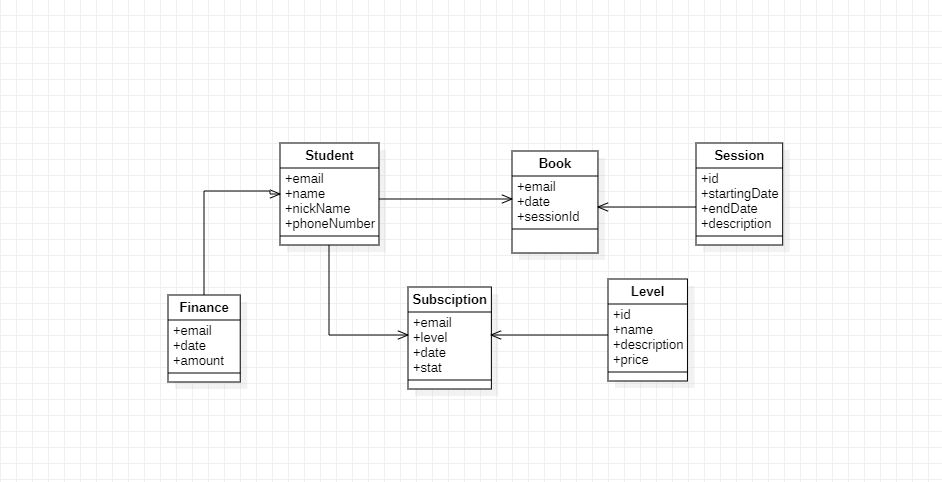 Student
+email
+name
+nickName
+phoneNumber
Book
+email
+date
+sessionId
Session
+id
+startingDate
+endDate
+description
Finance
+email
+date
+amount
Subsciption
+email
+level
+date
+stat
Level
+id
+name
+description
+price